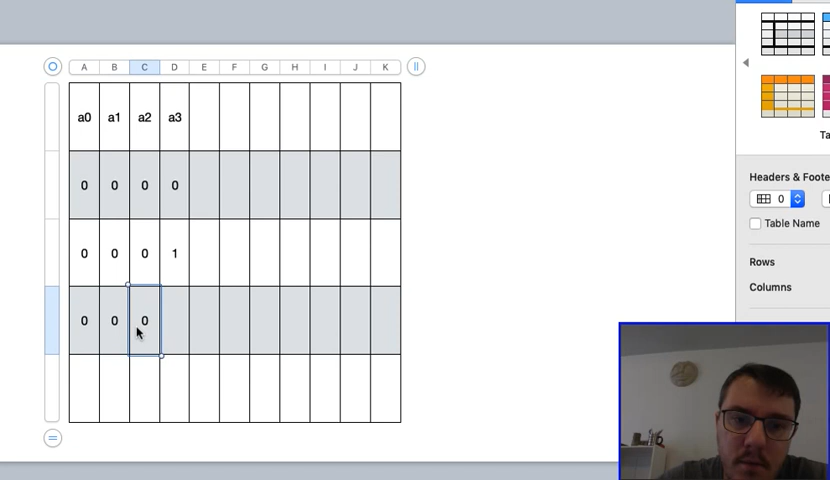 A B C D E F G H I J K
a0 a1 a2 a3
0 0 0 0
0 0 0 1
0 0 0
Headers & Foote
0
Table Name
Rows
Columns